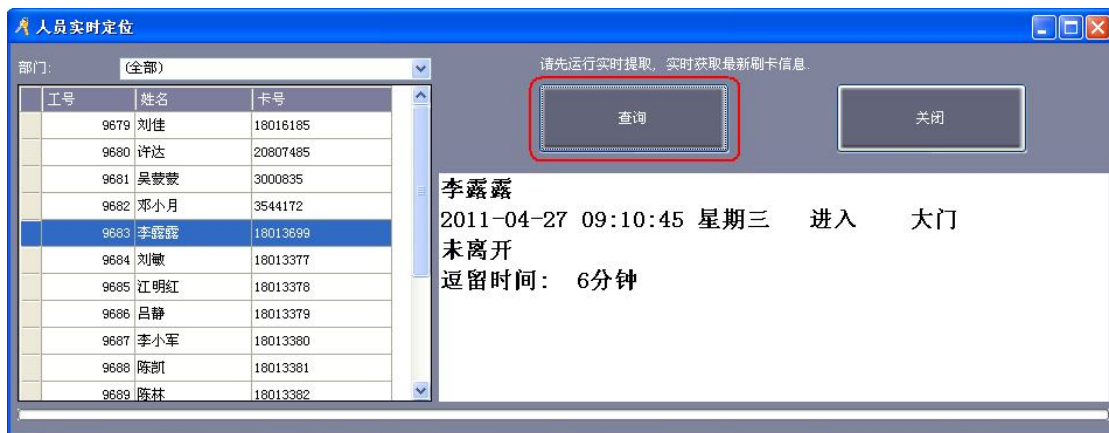 人员实时定位
部门: (全部)
请先运行实时提取，实时获取最新刷卡信息.
查询 关闭
工号 姓名 卡号
9679 刘佳 18016185
9680 许达 20807485
9681 吴蒙蒙 3000835
9682 邓小月 3544172
9683 李露露 18013699
9684 刘敏 18013377
9685 江明红 18013378
9686 吕静 18013379
9687 李小军 18013380
9688 陈凯 18013381
9689 陈林 18013382
李露露
2011-04-27 09:10:45 星期三 进入 大门
未离开
逗留时间: 6分钟